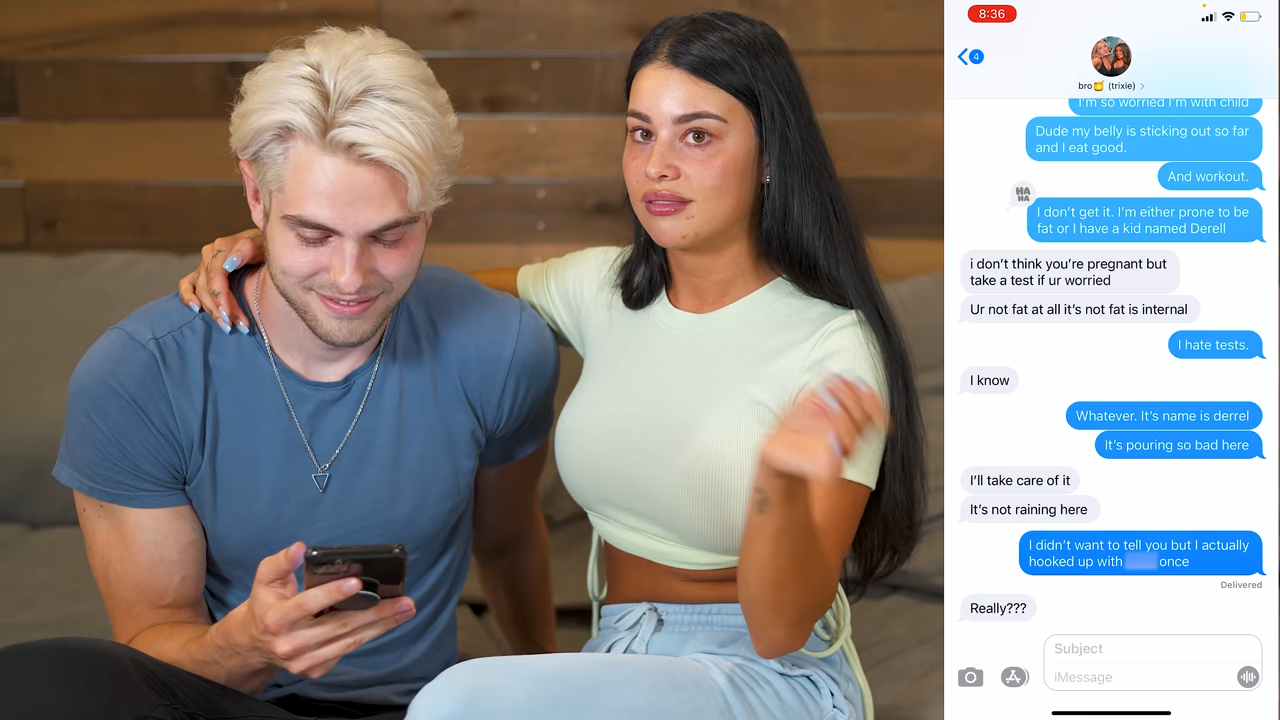 8:36
4
bro🍯 (trixie)
I'm so worried I'm with child
Dude my belly is sticking out so far
and I eat good.
And workout.
HA
HA
I don't get it. I'm either prone to be
fat or I have a kid named Derell
i don't think you're pregnant but
take a test if ur worried
Ur not fat at all it's not fat is internal
I hate tests.
I know
Whatever. It's name is derrel
It's pouring so bad here
I'll take care of it
It's not raining here
I didn't want to tell you but I actually
hooked up with once
Delivered
Really???
Subject
iMessage